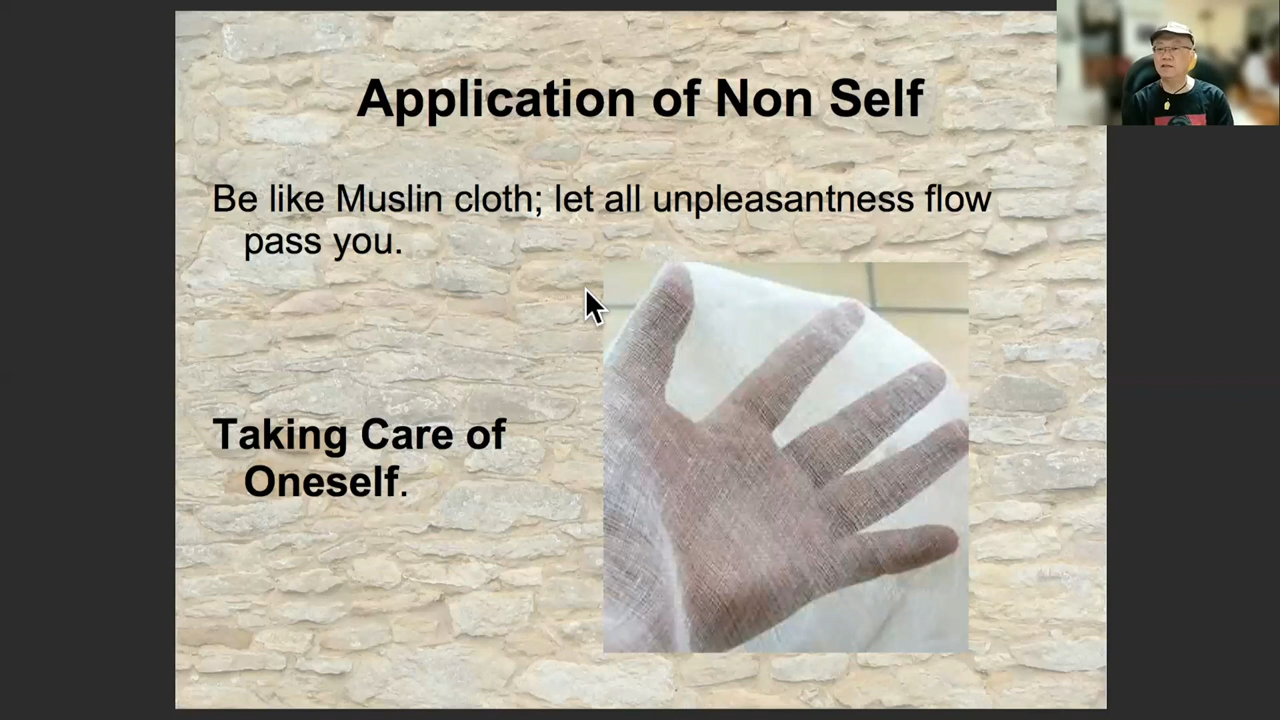 Application of Non Self
Be like Muslin cloth; let all unpleasantness flow
pass you.
Taking Care of
Oneself.